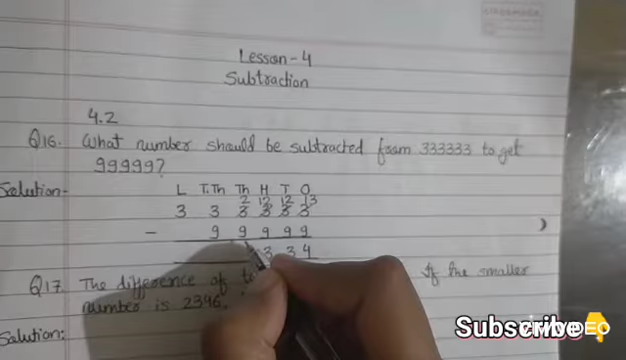 Lesson-4
Subtraction
4.2
Q16. What number should be subtracted from 333333 to get
99999?
Solution- L T.Th Th H T O
2 12 12 13
3 3 3 3 3 3
- 9 9 9 9 9
3 3 4
Q17. The difference of If the smaller
number is 2396.
Solution:
Subscribe